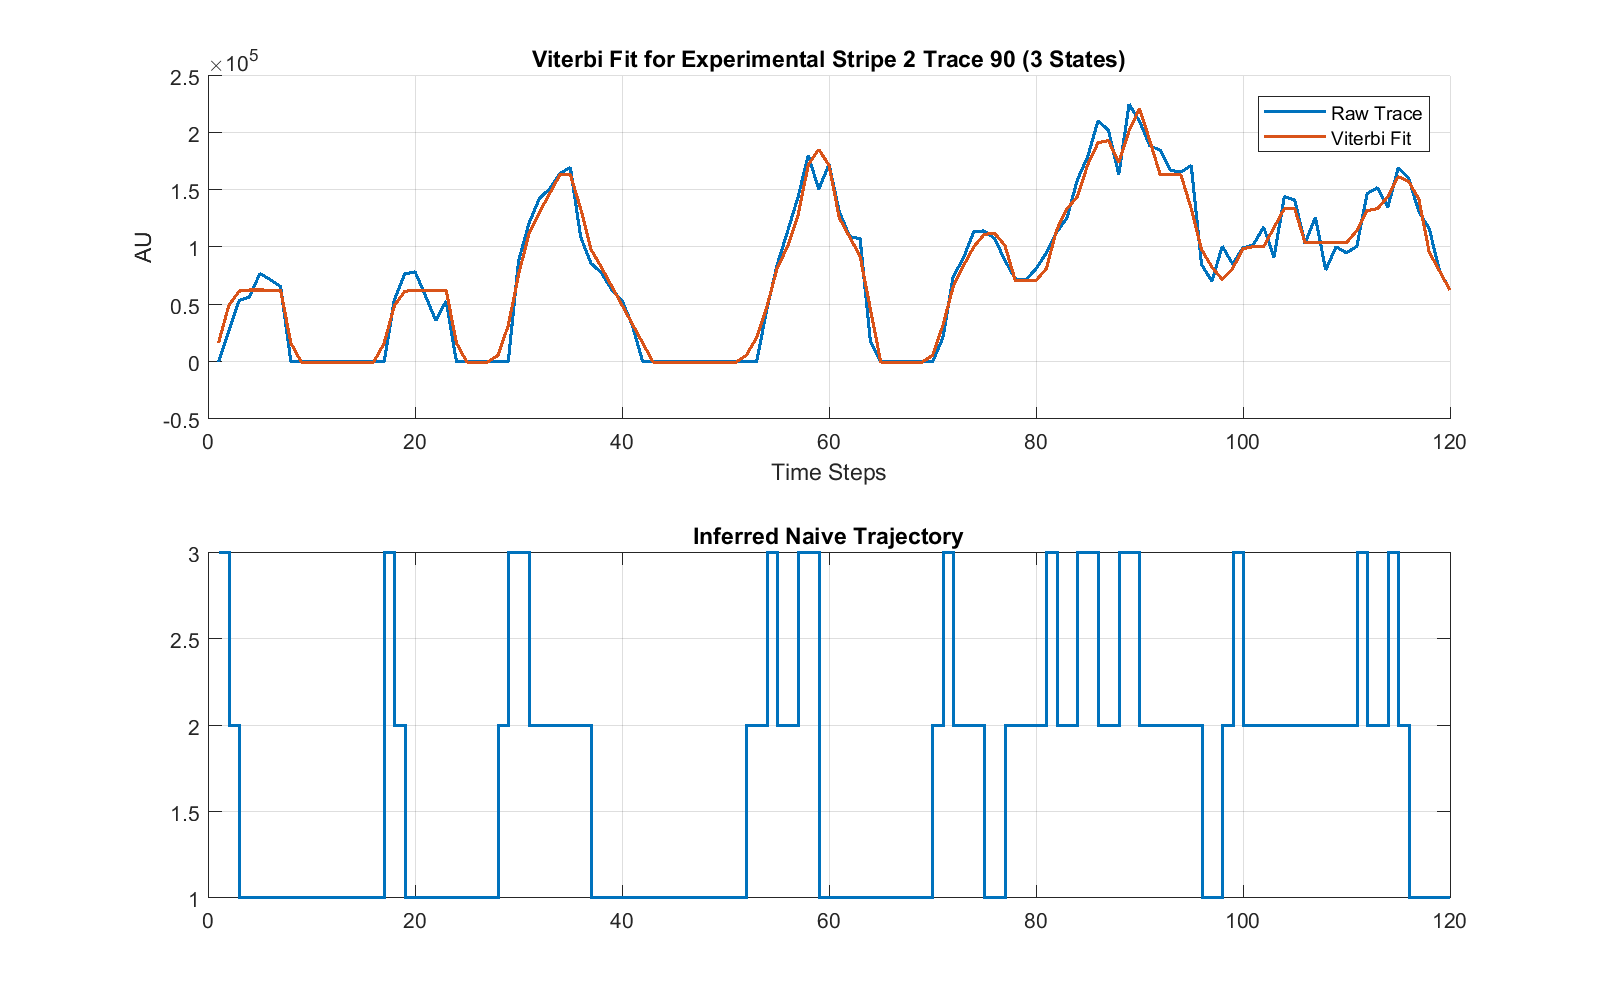 Viterbi Fit for Experimental Stripe 2 Trace 90 (3 States)
×10^5
2.5
2
1.5
1
0.5
0
-0.5
AU
Raw Trace
Viterbi Fit
0 20 40 60 80 100 120
Time Steps
Inferred Naive Trajectory
3
2.5
2
1.5
1
0 20 40 60 80 100 120